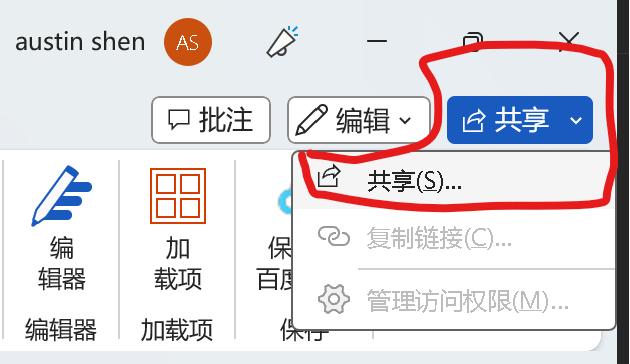 austin shen AS
批注 编辑 共享
共享(S)...
编
辑器
加
载项
保
百度
复制链接(C)...
管理访问权限(M)...
编辑器 加载项 保存